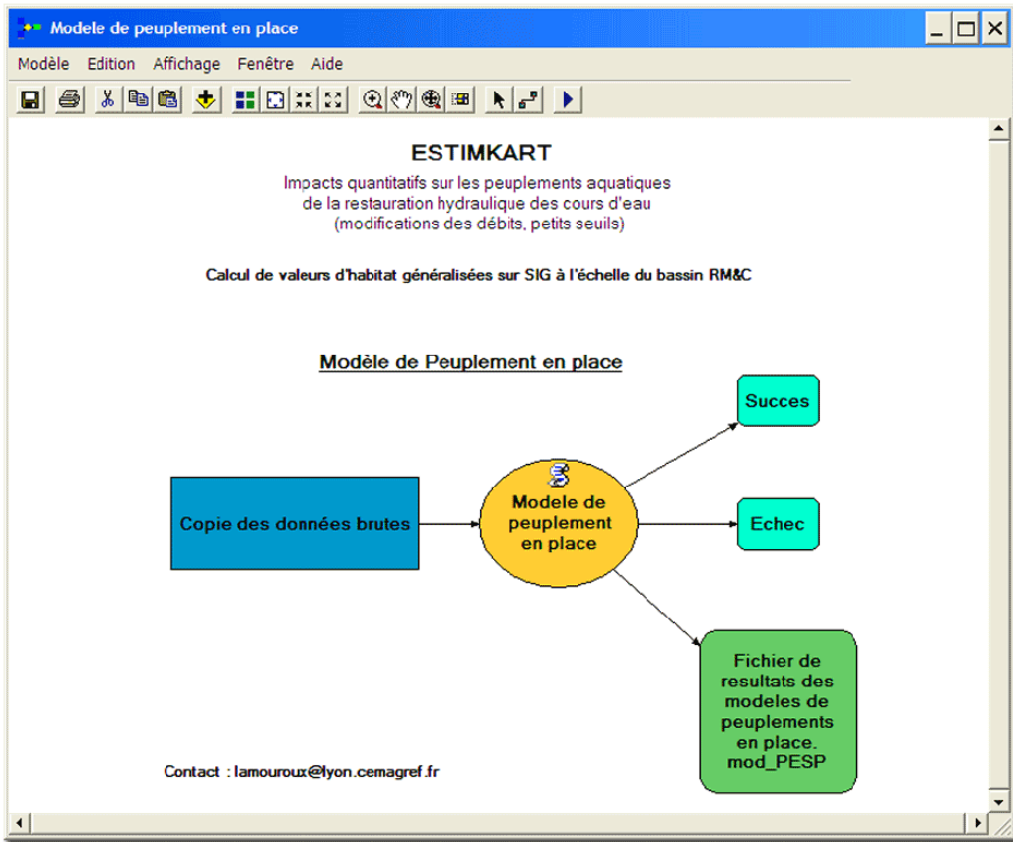 Modele de peuplement en place
Modèle Edition Affichage Fenêtre Aide
ESTIMKART
Impacts quantitatifs sur les peuplements aquatiques
de la restauration hydraulique des cours d'eau
(modifications des débits, petits seuils)
Calcul de valeurs d'habitat généralisées sur SIG à l'échelle du bassin RM&C
Modèle de Peuplement en place
Succes
Copie des données brutes
Modele de
peuplement
en place
Echec
Fichier de
resultats des
modeles de
peuplements
en place.
mod_PESP
Contact : lamouroux@lyon.cemagref.fr